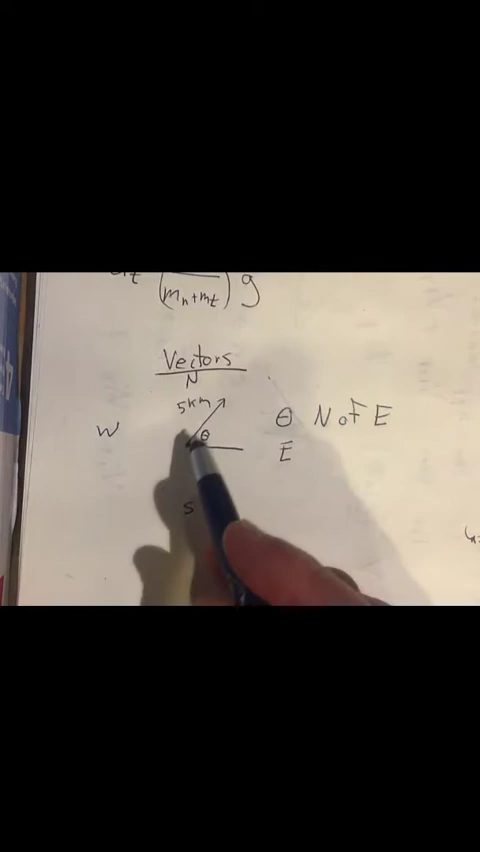 (mn+mt) g
Vectors
N
5km
θ N of E
W θ
E
S